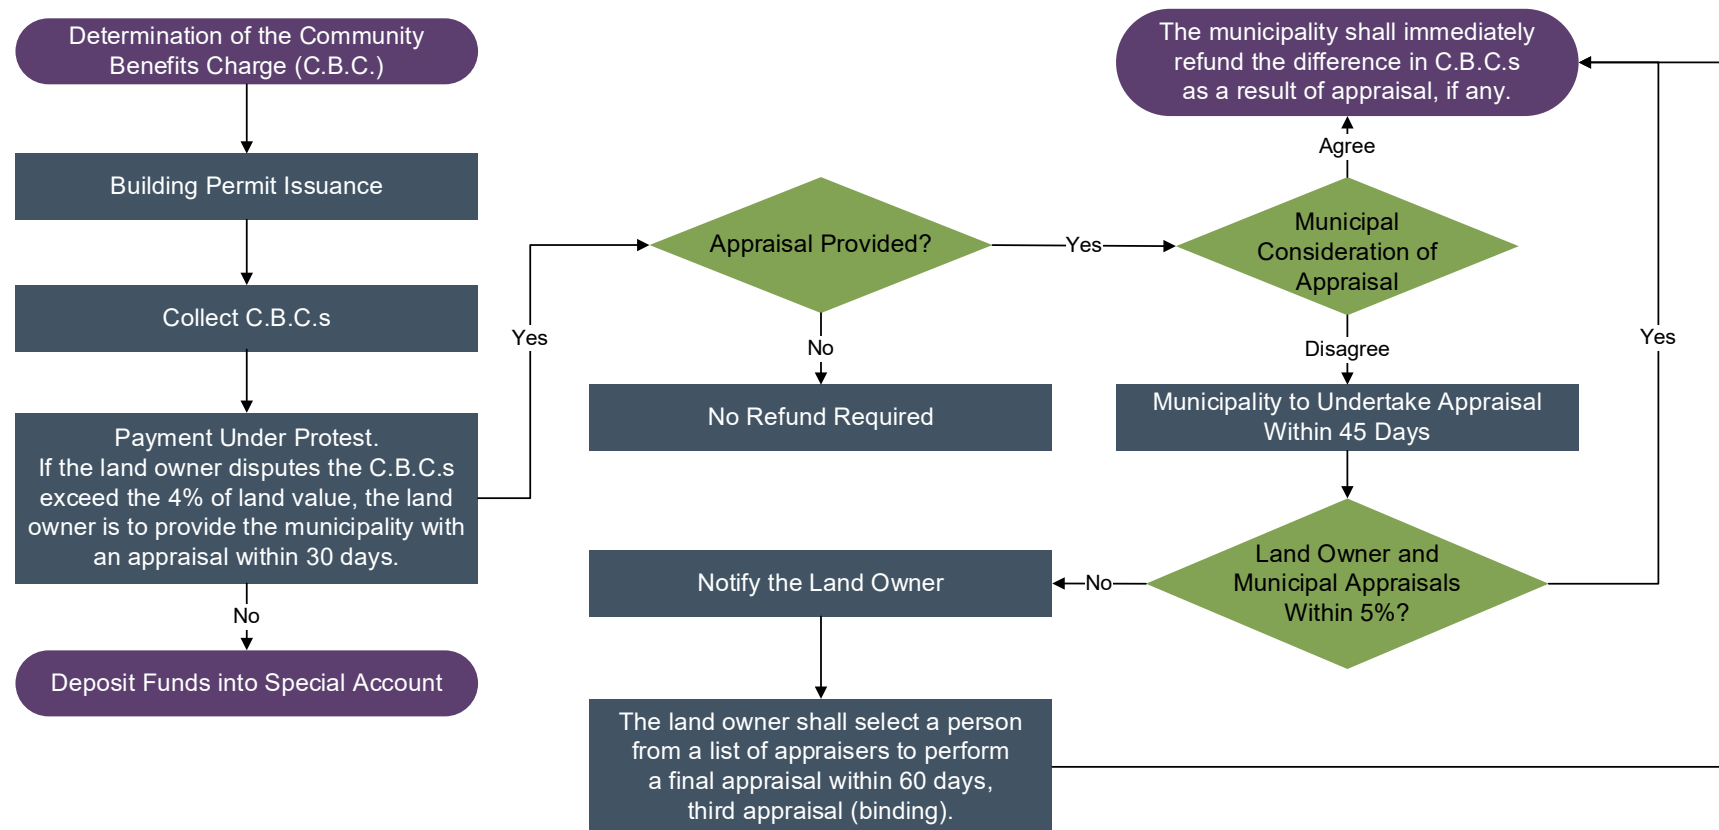 Determination of the Community
Benefits Charge (C.B.C.)
Building Permit Issuance
Collect C.B.C.s
Payment Under Protest.
If the land owner disputes the C.B.C.s
exceed the 4% of land value, the land
owner is to provide the municipality with
an appraisal within 30 days.
No
Deposit Funds into Special Account
Yes
Appraisal Provided?
No
No Refund Required
Yes
Municipal
Consideration of
Appraisal
Agree
The municipality shall immediately
refund the difference in C.B.C.s
as a result of appraisal, if any.
Disagree
Municipality to Undertake Appraisal
Within 45 Days
Land Owner and
Municipal Appraisals
Within 5%?
Yes
No
Notify the Land Owner
The land owner shall select a person
from a list of appraisers to perform
a final appraisal within 60 days,
third appraisal (binding).